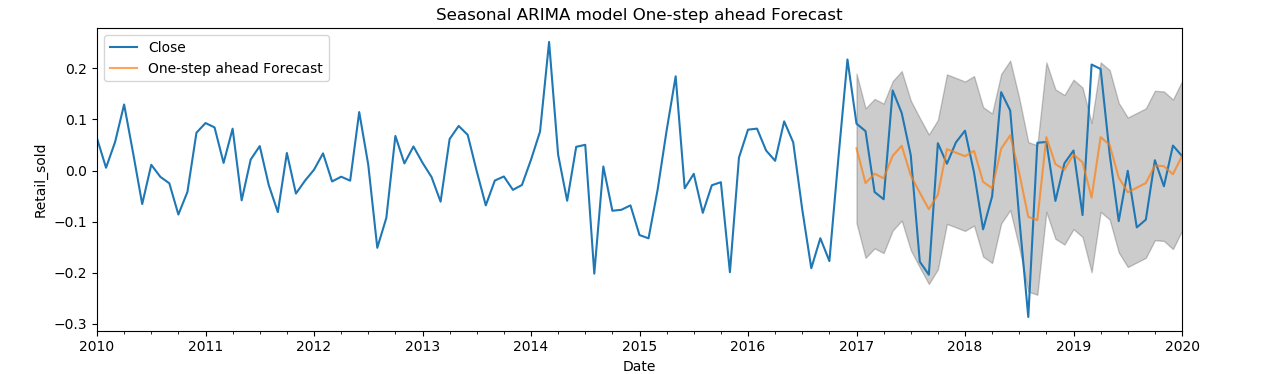 Seasonal ARIMA model One-step ahead Forecast
Close
One-step ahead Forecast
Retail_sold
0.2
0.1
0.0
−0.1
−0.2
−0.3
2010 2011 2012 2013 2014 2015 2016 2017 2018 2019 2020
Date